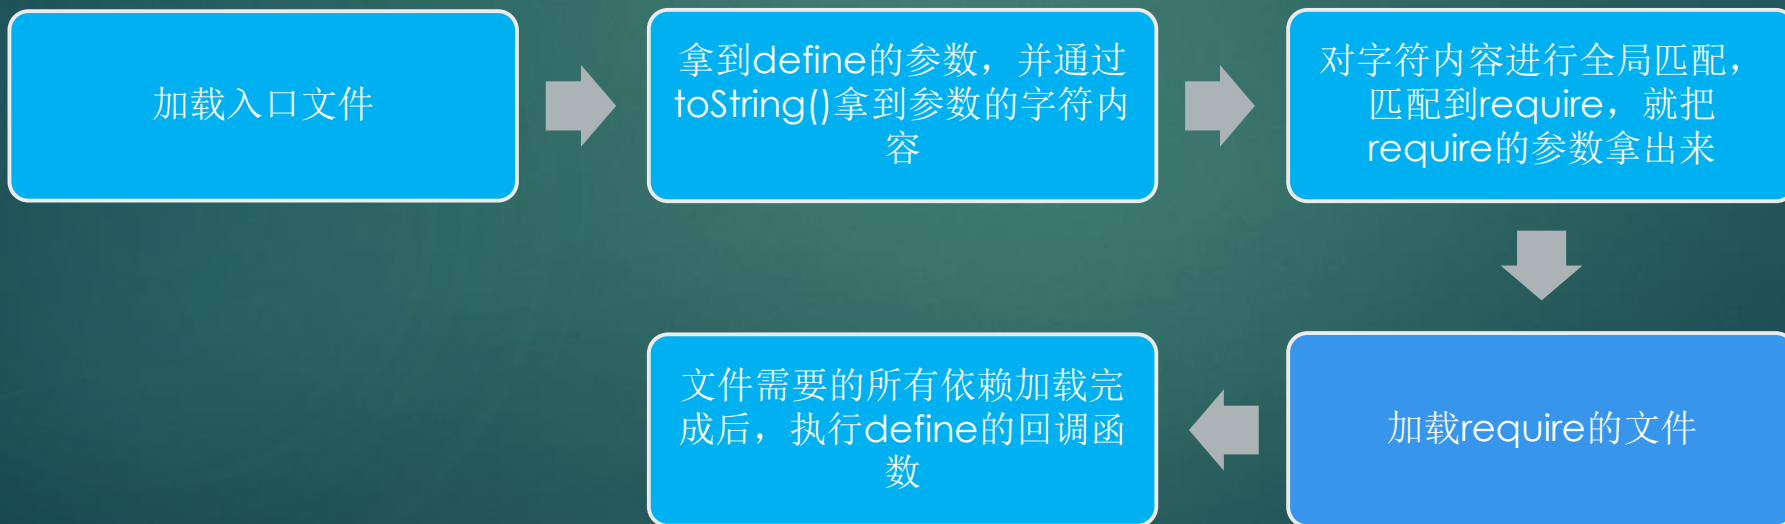 加载入口文件
拿到define的参数，并通过
toString()拿到参数的字符内
容
对字符内容进行全局匹配，
匹配到require，就把
require的参数拿出来
加载require的文件
文件需要的所有依赖加载完
成后，执行define的回调函
数